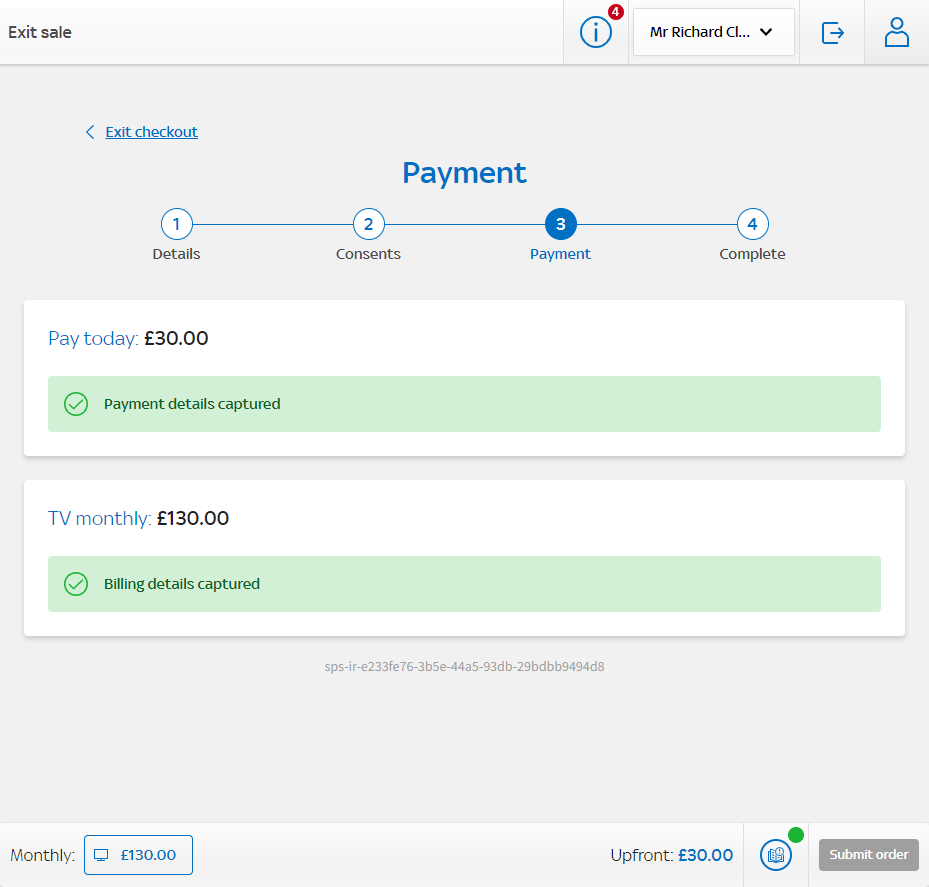 Exit sale
4
Mr Richard Cl...
Exit checkout
Payment
1 2 3 4
Details Consents Payment Complete
Pay today: £30.00
Payment details captured
TV monthly: £130.00
Billing details captured
sps-ir-e233fe76-3b5e-44a5-93db-29bdbb9494d8
Monthly: £130.00 Upfront: £30.00 Submit order